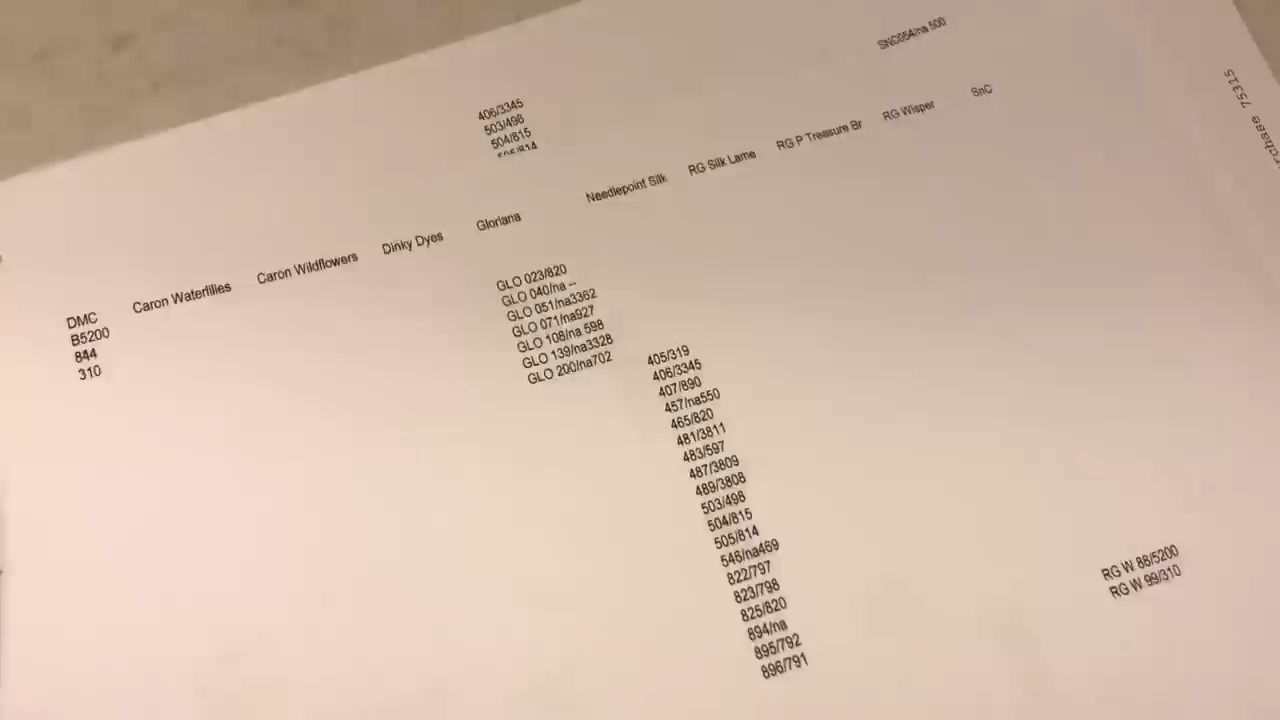 SNC054/na 500
406/3345
503/498
504/815
505/814
DMC Caron Waterlilies Caron Wildflowers Dinky Dyes Gloriana Needlepoint Silk RG Silk Lame RG P Treasure Br RG Wisper SnC
B5200
844
310
GLO 023/820
GLO 040/na --
GLO 051/na3362
GLO 071/na927
GLO 108/na 598
GLO 139/na3328
GLO 200/na702
405/319
406/3345
407/890
457/na550
465/820
481/3811
483/597
487/3809
489/3808
503/498
504/815
505/814
546/na469
822/797
823/798
825/820
894/na
895/792
896/791
RG W 88/5200
RG W 99/310
75315